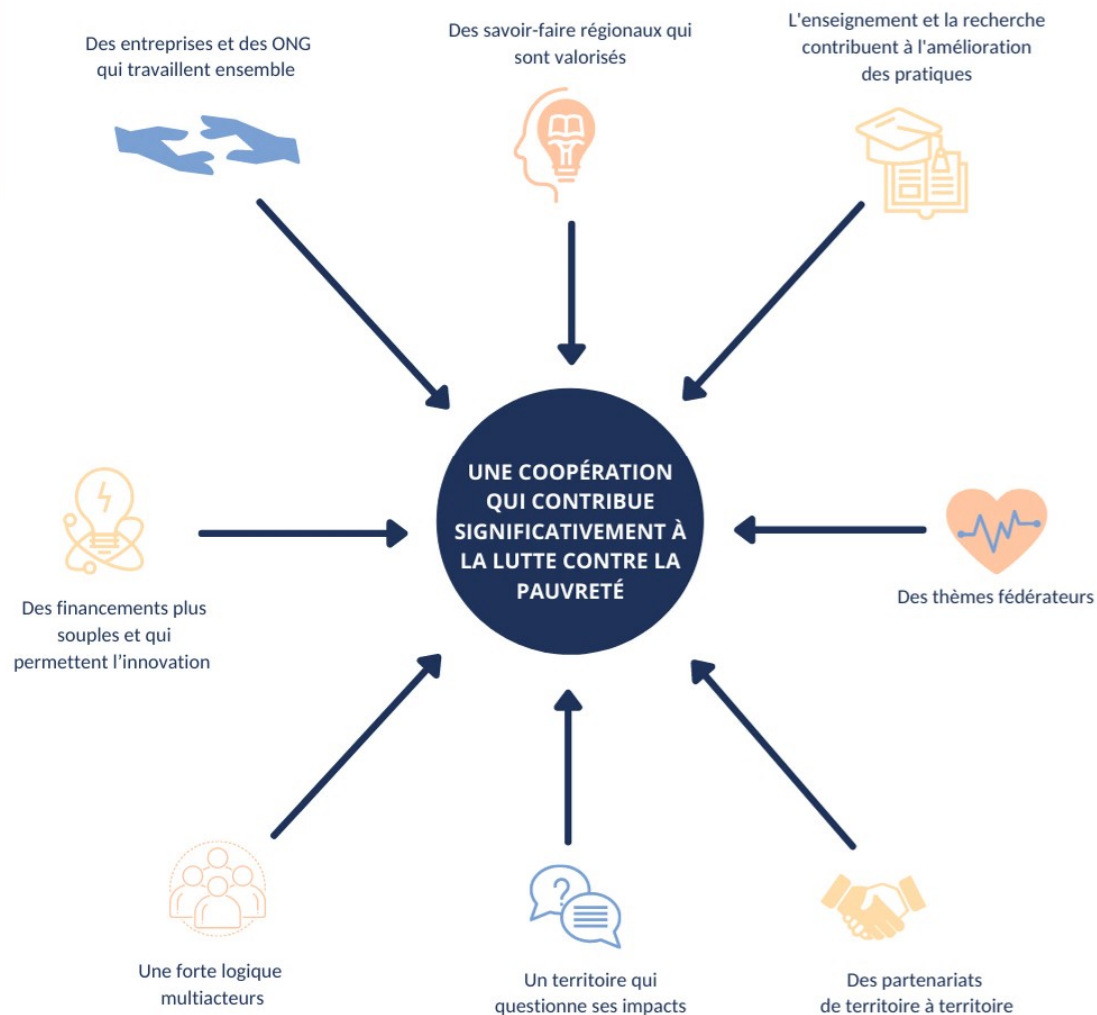 Des entreprises et des ONG
qui travaillent ensemble
Des savoir-faire régionaux qui
sont valorisés
L'enseignement et la recherche
contribuent à l'amélioration
des pratiques
UNE COOPÉRATION
QUI CONTRIBUE
SIGNIFICATIVEMENT À
LA LUTTE CONTRE LA
PAUVRETÉ
Des financements plus
souples et qui
permettent l’innovation
Des thèmes fédérateurs
Une forte logique
multiacteurs
Un territoire qui
questionne ses impacts
Des partenariats
de territoire à territoire